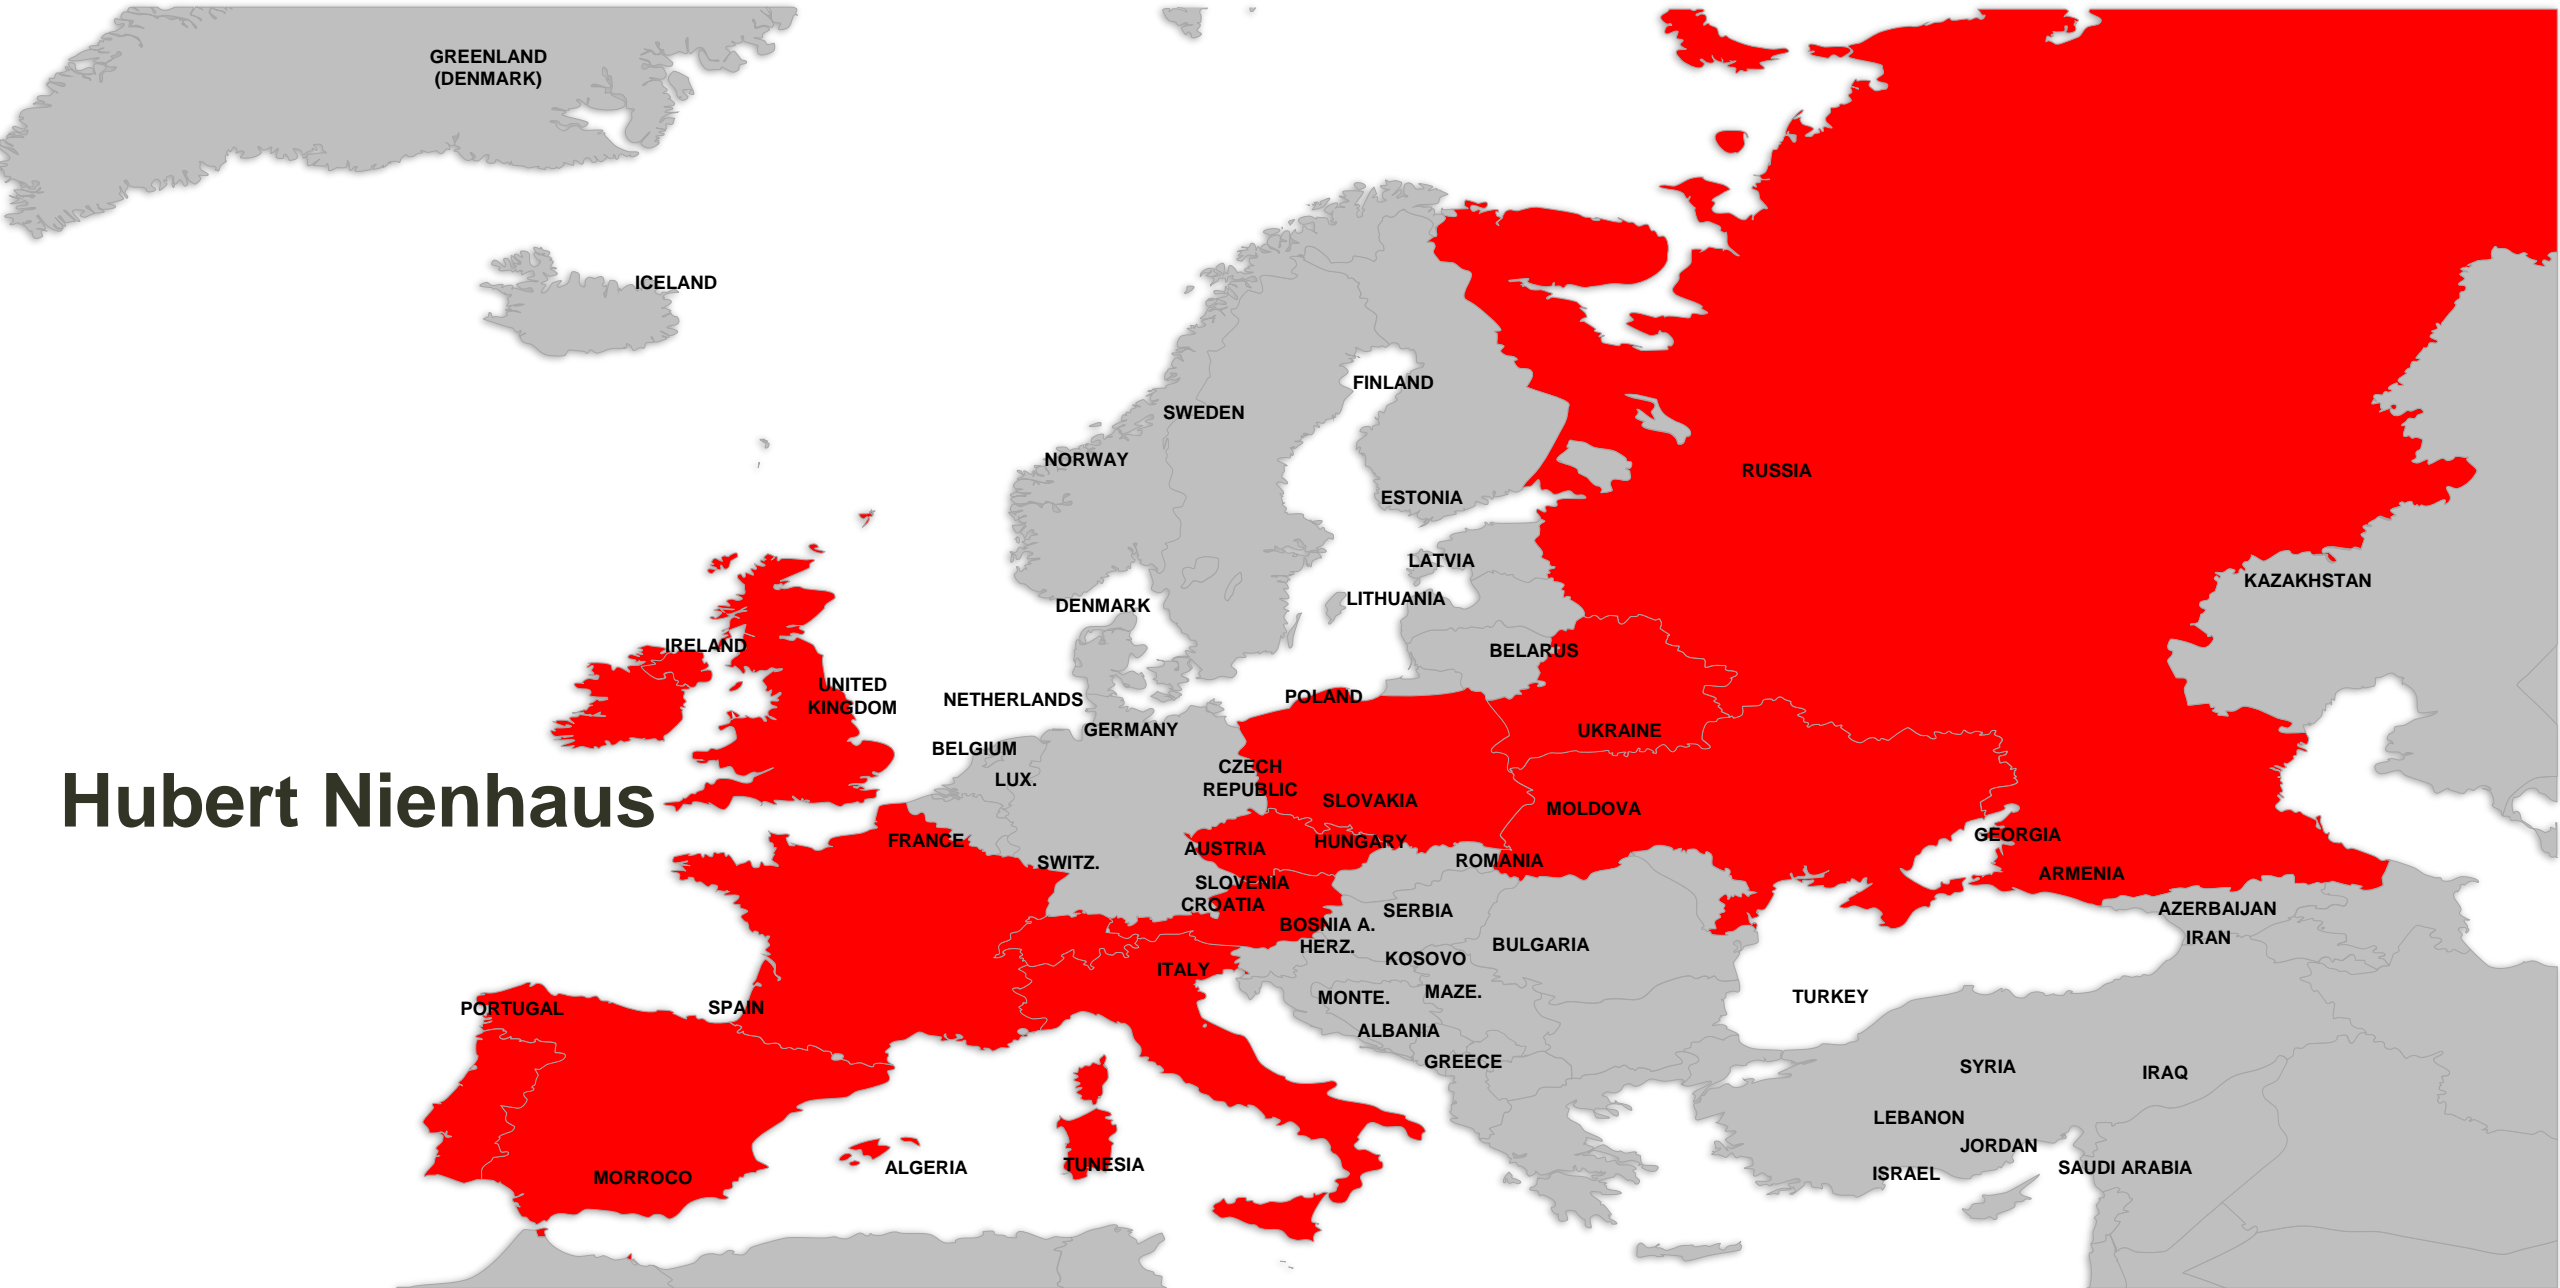 GREENLAND
(DENMARK)
ICELAND
FINLAND
SWEDEN
NORWAY
RUSSIA
ESTONIA
LATVIA
KAZAKHSTAN
LITHUANIA
DENMARK
IRELAND
BELARUS
UNITED
KINGDOM
NETHERLANDS
POLAND
GERMANY
UKRAINE
BELGIUM
LUX.
CZECH
REPUBLIC
Hubert Nienhaus
SLOVAKIA
MOLDOVA
GEORGIA
FRANCE
HUNGARY
AUSTRIA
SWITZ.
ROMANIA
ARMENIA
SLOVENIA
CROATIA
SERBIA
AZERBAIJAN
BOSNIA A.
HERZ.
IRAN
BULGARIA
KOSOVO
ITALY
MAZE.
MONTE.
TURKEY
PORTUGAL
SPAIN
ALBANIA
GREECE
SYRIA
IRAQ
LEBANON
JORDAN
TUNESIA
ALGERIA
SAUDI ARABIA
ISRAEL
MORROCO